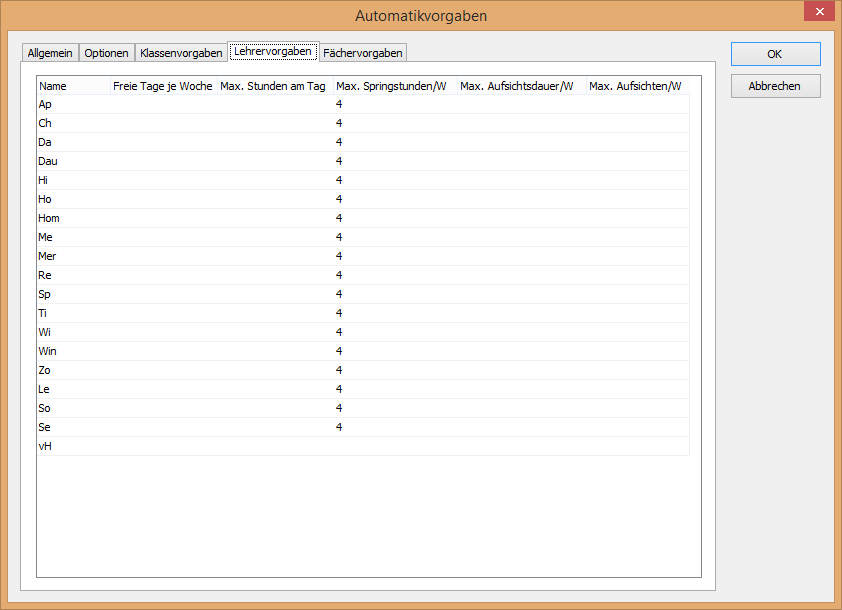 Automatikvorgaben
Allgemein Optionen Klassenvorgaben Lehrervorgaben Fächervorgaben
OK
Abbrechen
Name Freie Tage je Woche Max. Stunden am Tag Max. Springstunden/W Max. Aufsichtsdauer/W Max. Aufsichten/W
Ap 4
Ch 4
Da 4
Dau 4
Hi 4
Ho 4
Hom 4
Me 4
Mer 4
Re 4
Sp 4
Ti 4
Wi 4
Win 4
Zo 4
Le 4
So 4
Se 4
vH